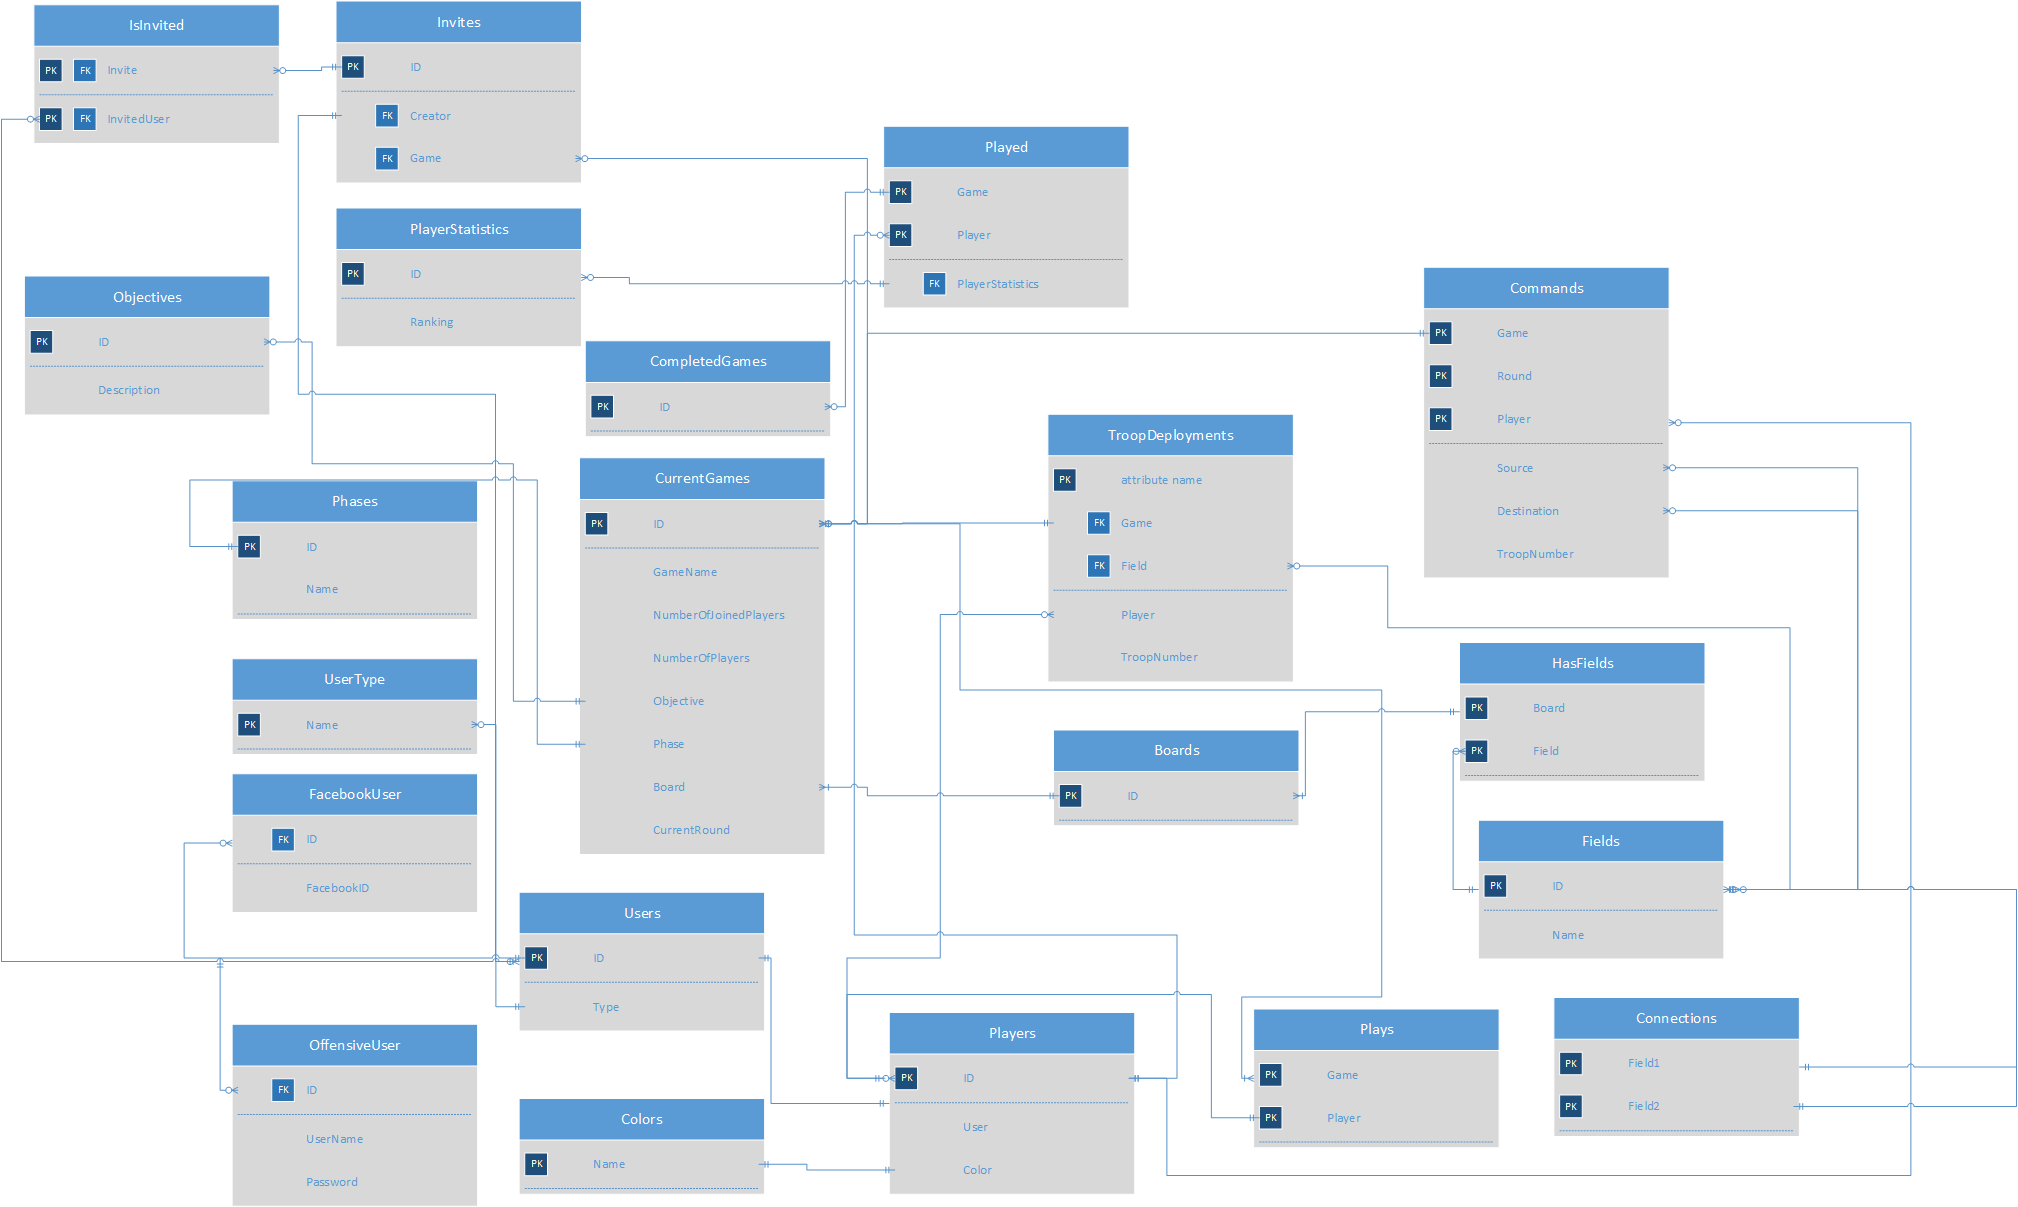 IsInvited
PK FK Invite
PK FK InvitedUser
Invites
PK ID
FK Creator
FK Game
Played
PK Game
PK Player
FK PlayerStatistics
PlayerStatistics
PK ID
Ranking
Objectives
PK ID
Description
Commands
PK Game
PK Round
PK Player
Source
Destination
TroopNumber
CompletedGames
PK ID
TroopDeployments
PK attribute name
FK Game
FK Field
Player
TroopNumber
CurrentGames
PK ID
GameName
NumberOfJoinedPlayers
NumberOfPlayers
Objective
Phase
Board
CurrentRound
Phases
PK ID
Name
HasFields
PK Board
PK Field
UserType
PK Name
Boards
PK ID
FacebookUser
FK ID
FacebookID
Fields
PK ID
Name
Users
PK ID
Type
Connections
PK Field1
PK Field2
Plays
PK Game
PK Player
Players
PK ID
User
Color
OffensiveUser
FK ID
UserName
Password
Colors
PK Name